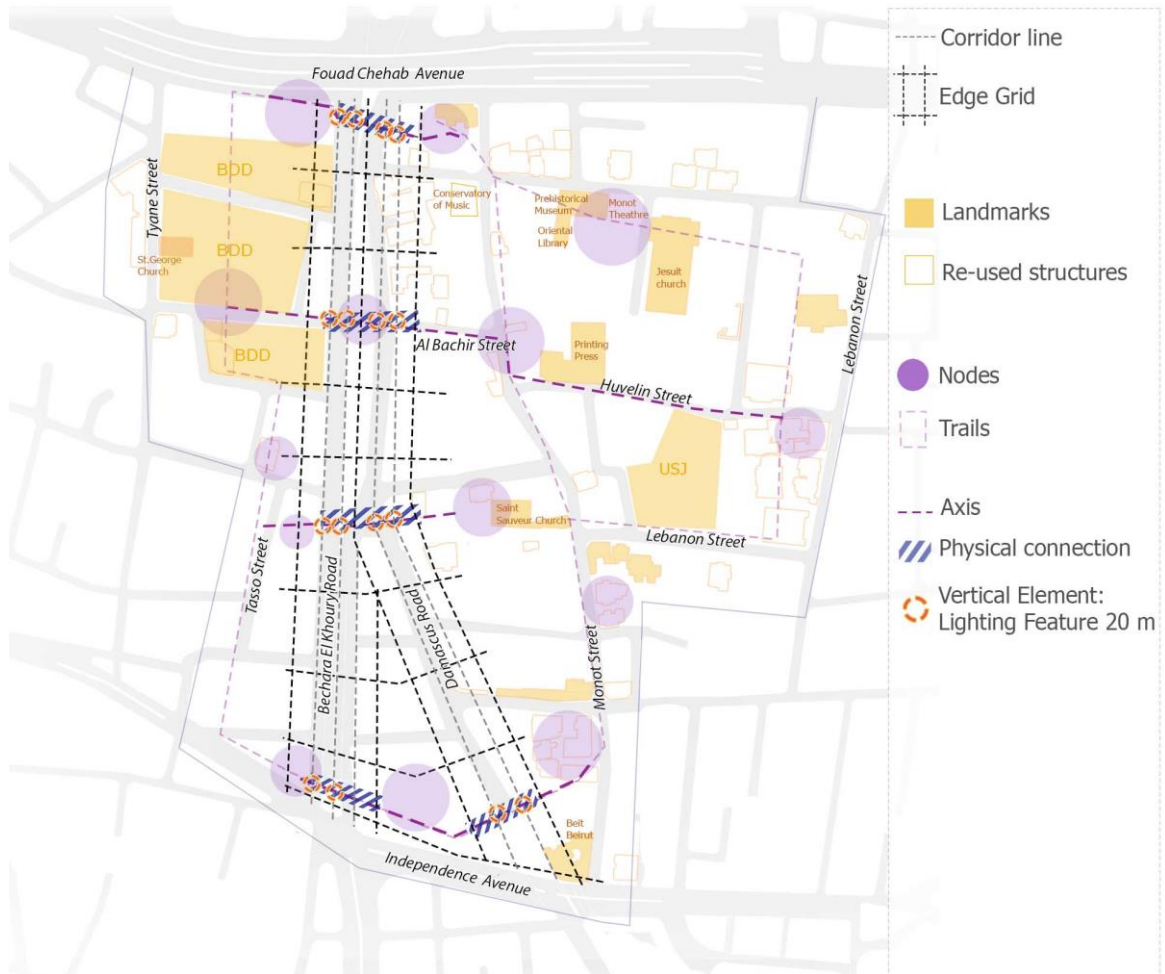 Fouad Chehab Avenue
Tyane Street
BDD
BDD
BDD
St.George
Church
Conservatory
of Music
Prehistorical
Museum
Monot
Theathre
Oriental
Library
Jesuit
church
Lebanon Street
Al Bachir Street
Printing
Press
Huvelin Street
USJ
Saint
Sauveur Church
Lebanon Street
Tasso Street
Bechara El Khoury Road
Damascus Road
Monot Street
Beit
Beirut
Independence Avenue
Corridor line
Edge Grid
Landmarks
Re-used structures
Nodes
Trails
Axis
Physical connection
Vertical Element:
Lighting Feature 20 m